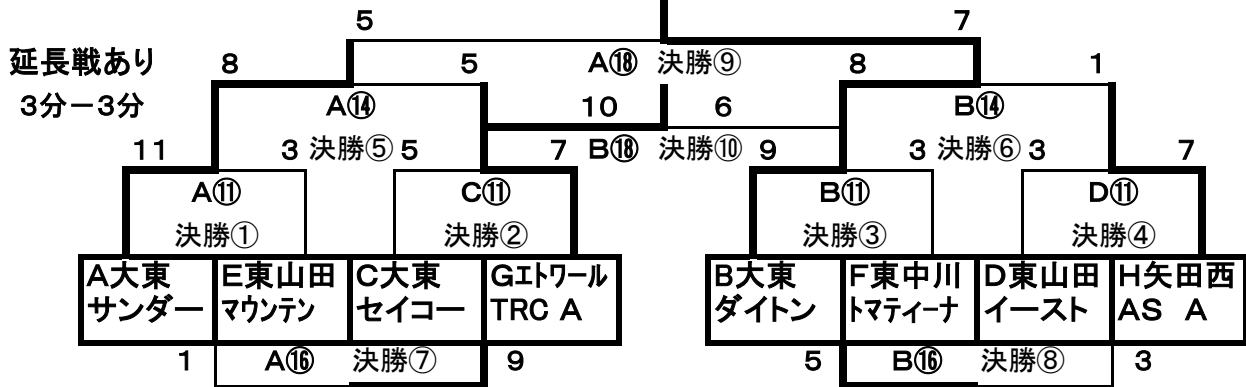 5 7
延長戦あり 8 5 A⑱ 決勝⑨ 8 1
3分－3分 A⑭ 10 6 B⑭
11 3 決勝⑤ 5 7 B⑱ 決勝⑩ 9 3 決勝⑥ 3 7
A⑪ C⑪ B⑪ D⑪
決勝① 決勝② 決勝③ 決勝④
A大東 E東山田 C大東 Gエトワール B大東 F東中川 D東山田 H矢田西
サンダー マウンテン セイコー TRC A ダイトン トマティーナ イースト AS A
1 A⑯ 決勝⑦ 9 5 B⑯ 決勝⑧ 3